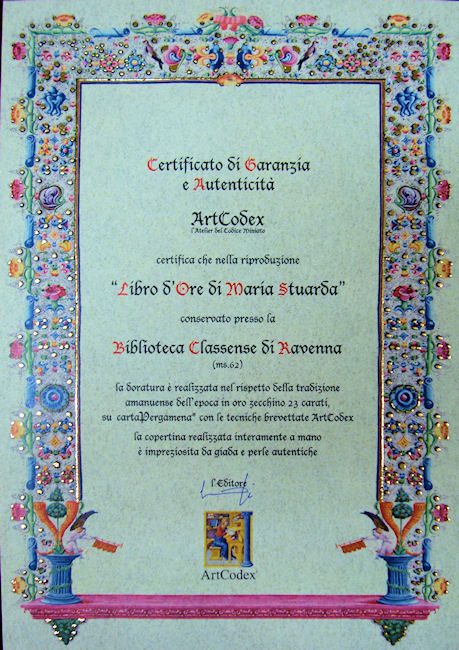 Certificato di Garanzia
e Autenticità
ArtCodex
l'Atelier del Codice Miniato
certifica che nella riproduzione
"Libro d'Ore di Maria Stuarda"
conservato presso la
Biblioteca Classense di Ravenna
(ms.62)
la doratura è realizzata nel rispetto della tradizione
amanuense dell'epoca in oro zecchino 23 carati,
su cartaPergamena® con le tecniche brevettate ArtCodex
la copertina realizzata interamente a mano
è impreziosita da giada e perle autentiche
l'Editore
ArtCodex®